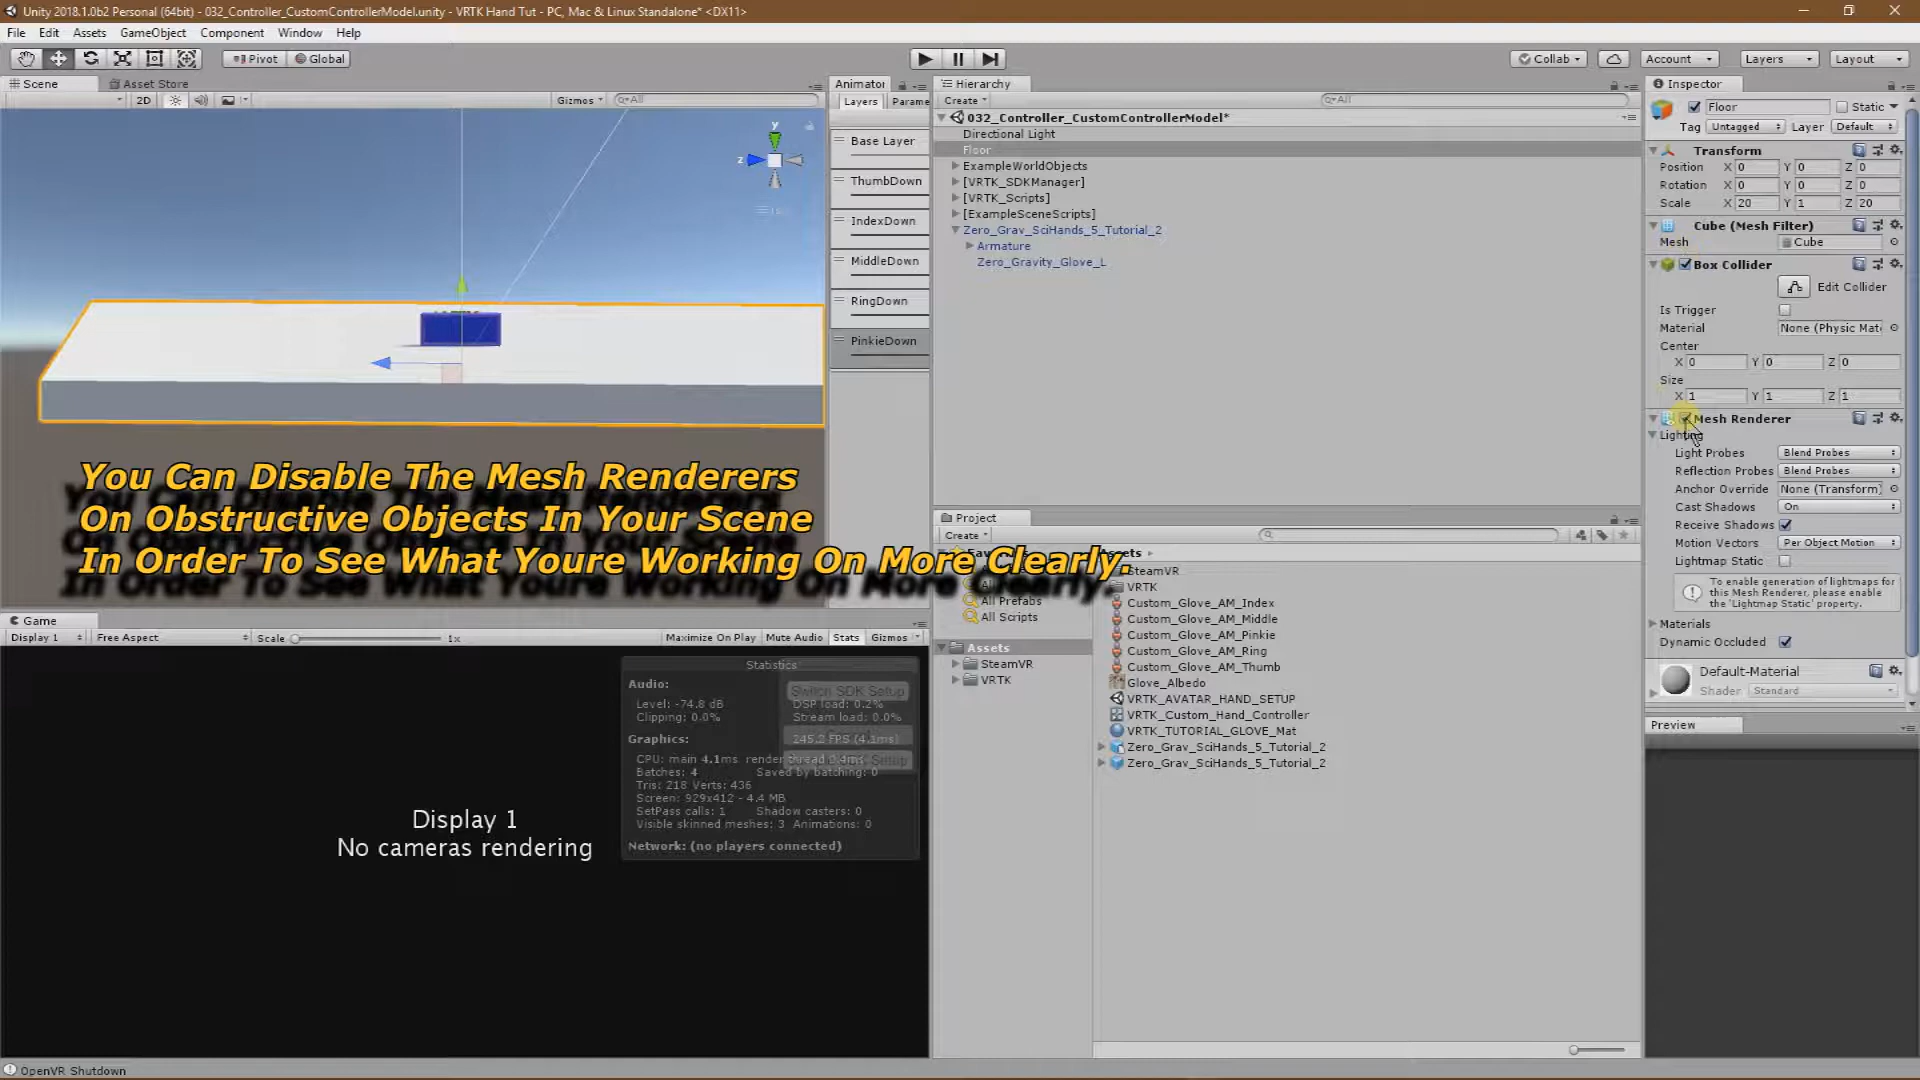 Unity 2018.1.0b2 Personal (64bit) - 032_Controller_CustomControllerModel.unity - VRTK Hand Tut - PC, Mac & Linux Standalone* <DX11>
File Edit Assets GameObject Component Window Help
Pivot Global
Collab Account Layers Layout
Scene Asset Store
2D Gizmos All
y
z
Animator
Layers Parame
Base Layer
ThumbDown
IndexDown
MiddleDown
RingDown
PinkieDown
Hierarchy
Create All
032_Controller_CustomControllerModel*
Directional Light
Floor
ExampleWorldObjects
[VRTK_SDKManager]
[VRTK_Scripts]
[ExampleSceneScripts]
Zero_Grav_SciHands_5_Tutorial_2
Armature
Zero_Gravity_Glove_L
You Can Disable The Mesh Renderers
On Obstructive Objects In Your Scene
In Order To See What Youre Working On More Clearly.
Project
Create
Favo
Assets
All Prefabs
All Scripts
Assets
SteamVR
VRTK
SteamVR
VRTK
Custom_Glove_AM_Index
Custom_Glove_AM_Middle
Custom_Glove_AM_Pinkie
Custom_Glove_AM_Ring
Custom_Glove_AM_Thumb
Glove_Albedo
VRTK_AVATAR_HAND_SETUP
VRTK_Custom_Hand_Controller
VRTK_TUTORIAL_GLOVE_Mat
Zero_Grav_SciHands_5_Tutorial_2
Zero_Grav_SciHands_5_Tutorial_2
Game
Display 1 Free Aspect Scale 1x Maximize On Play Mute Audio Stats Gizmos
Statistics
Audio:
Level: -74.8 dB DSP load: 0.2%
Clipping: 0.0% Stream load: 0.0%
Switch SDK Setup
Graphics: 245.2 FPS (4.1ms)
CPU: main 4.1ms render thread 0.4ms
Batches: 4 Saved by batching: 0
Tris: 218 Verts: 436
Screen: 929x412 - 4.4 MB
SetPass calls: 1 Shadow casters: 0
Visible skinned meshes: 3 Animations: 0
Network: (no players connected)
Display 1
No cameras rendering
Inspector
Floor Static
Tag Untagged Layer Default
Transform
Position X 0 Y 0 Z 0
Rotation X 0 Y 0 Z 0
Scale X 20 Y 1 Z 20
Cube (Mesh Filter)
Mesh Cube
Box Collider
Edit Collider
Is Trigger
Material None (Physic Mat
Center
X 0 Y 0 Z 0
Size
X 1 Y 1 Z 1
Mesh Renderer
Lighting
Light Probes Blend Probes
Reflection Probes Blend Probes
Anchor Override None (Transform)
Cast Shadows On
Receive Shadows
Motion Vectors Per Object Motion
Lightmap Static
To enable generation of lightmaps for
this Mesh Renderer, please enable
the 'Lightmap Static' property.
Materials
Dynamic Occluded
Default-Material
Shader Standard
Preview
OpenVR Shutdown